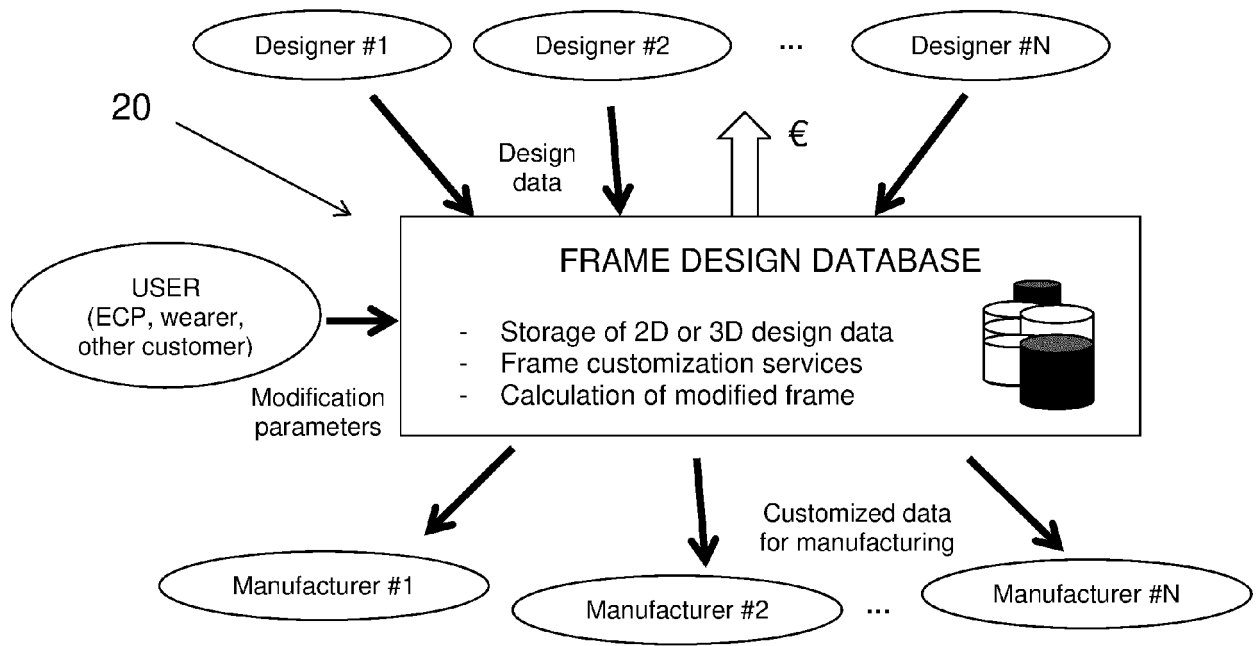 Designer #1
Designer #2
...
Designer #N
20
Design
data
€
FRAME DESIGN DATABASE
USER
(ECP, wearer,
other customer)
- Storage of 2D or 3D design data
- Frame customization services
- Calculation of modified frame
Modification
parameters
Customized data
for manufacturing
Manufacturer #1
Manufacturer #2
...
Manufacturer #N